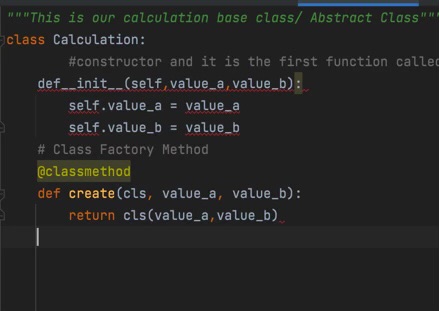 """This is our calculation base class/ Abstract Class"""
class Calculation:
#constructor and it is the first function called
def__init__(self,value_a,value_b):
self.value_a = value_a
self.value_b = value_b
# Class Factory Method
@classmethod
def create(cls, value_a, value_b):
return cls(value_a,value_b)